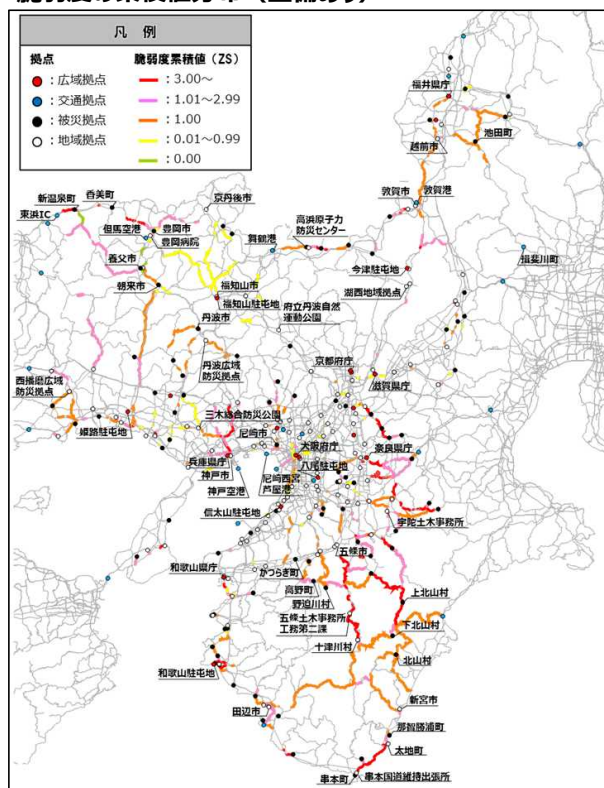 凡 例
拠点
●：広域拠点
●：交通拠点
●：被災拠点
○：地域拠点
脆弱度累積値（ZS）
：3.00～
：1.01～2.99
：1.00
：0.01～0.99
：0.00
福井県庁
池田町
越前市
敦賀市
敦賀港
高浜原子力
防災センター
舞鶴港
京丹後市
香美町
新温泉町
東浜IC
但馬空港
豊岡市
豊岡病院
養父市
朝来市
福知山市
福知山駐屯地
今津駐屯地
湖西地域拠点
揖斐川町
府立丹波自然
運動公園
丹波市
丹波広域
防災拠点
京都府庁
滋賀県庁
西播磨広域
防災拠点
姫路駐屯地
三木総合防災公園
尼崎市
大阪府庁
奈良県庁
八尾駐屯地
兵庫県庁
神戸市
神戸空港
尼崎西宮
芦屋港
信太山駐屯地
宇陀土木事務所
五條市
和歌山県庁
かつらぎ町
高野町
野迫川村
五條土木事務所
工務第二課
上北山村
下北山村
十津川村
北山村
和歌山駐屯地
田辺市
新宮市
那智勝浦町
太地町
串本町
串本国道維持出張所